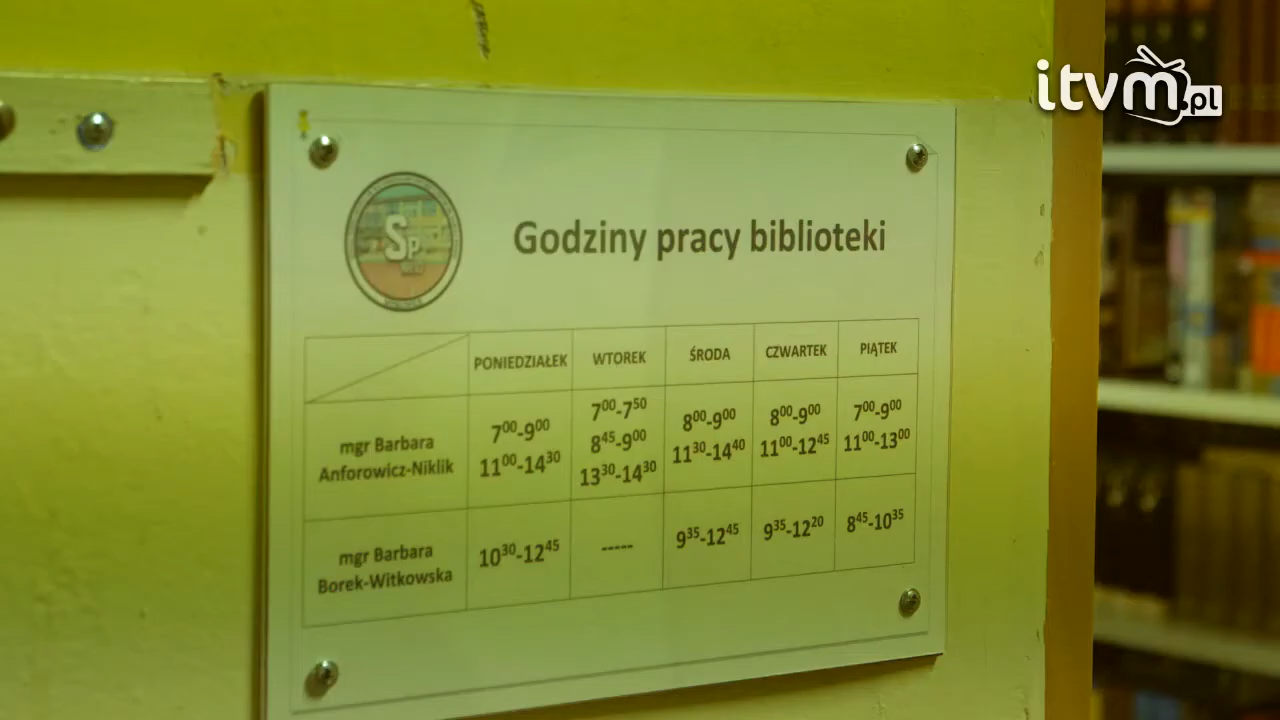 itvm.pl
Sp
Godziny pracy biblioteki
PONIEDZIAŁEK WTOREK ŚRODA CZWARTEK PIĄTEK
mgr Barbara Anforowicz-Niklik
7⁰⁰-9⁰⁰
11⁰⁰-14³⁰
7⁰⁰-7⁵⁰
8⁴⁵-9⁰⁰
13³⁰-14³⁰
8⁰⁰-9⁰⁰
11³⁰-14⁴⁰
8⁰⁰-9⁰⁰
11⁰⁰-12⁴⁵
7⁰⁰-9⁰⁰
11⁰⁰-13⁰⁰
mgr Barbara
Borek-Witkowska
10³⁰-12⁴⁵
-----
9³⁵-12⁴⁵
9³⁵-12²⁰
8⁴⁵-10³⁵